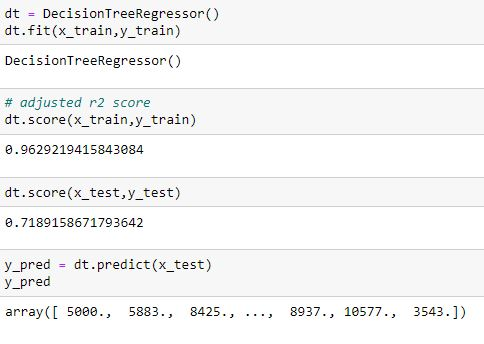 dt = DecisionTreeRegressor()
dt.fit(x_train,y_train)
DecisionTreeRegressor()
# adjusted r2 score
dt.score(x_train,y_train)
0.9629219415843084
dt.score(x_test,y_test)
0.7189158671793642
y_pred = dt.predict(x_test)
y_pred
array([ 5000.,  5883.,  8425., ...,  8937., 10577.,  3543.])